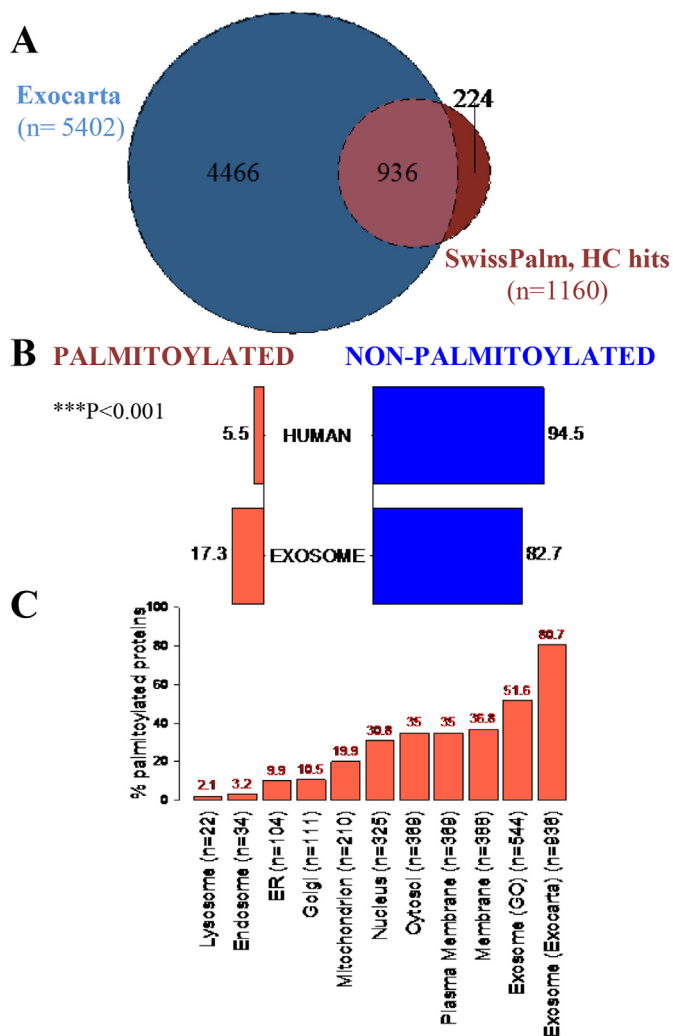 A
Exocarta
(n= 5402)
224
4466
936
SwissPalm, HC hits
(n=1160)
B
PALMITOYLATED
NON-PALMITOYLATED
***P<0.001
5.5
HUMAN
94.5
17.3
EXOSOME
82.7
C
% palmitoylated proteins
100
80
60
40
20
0
2.1
3.2
9.9
10.5
19.9
30.8
35
35
36.8
51.6
80.7
Lysosome (n=22)
Endosome (n=34)
ER (n=104)
Golgi (n=111)
Mitochondrion (n=210)
Nucleus (n=325)
Cytosol (n=369)
Plasma Membrane (n=369)
Membrane (n=388)
Exosome (GO) (n=544)
Exosome (Exocarta) (n=936)